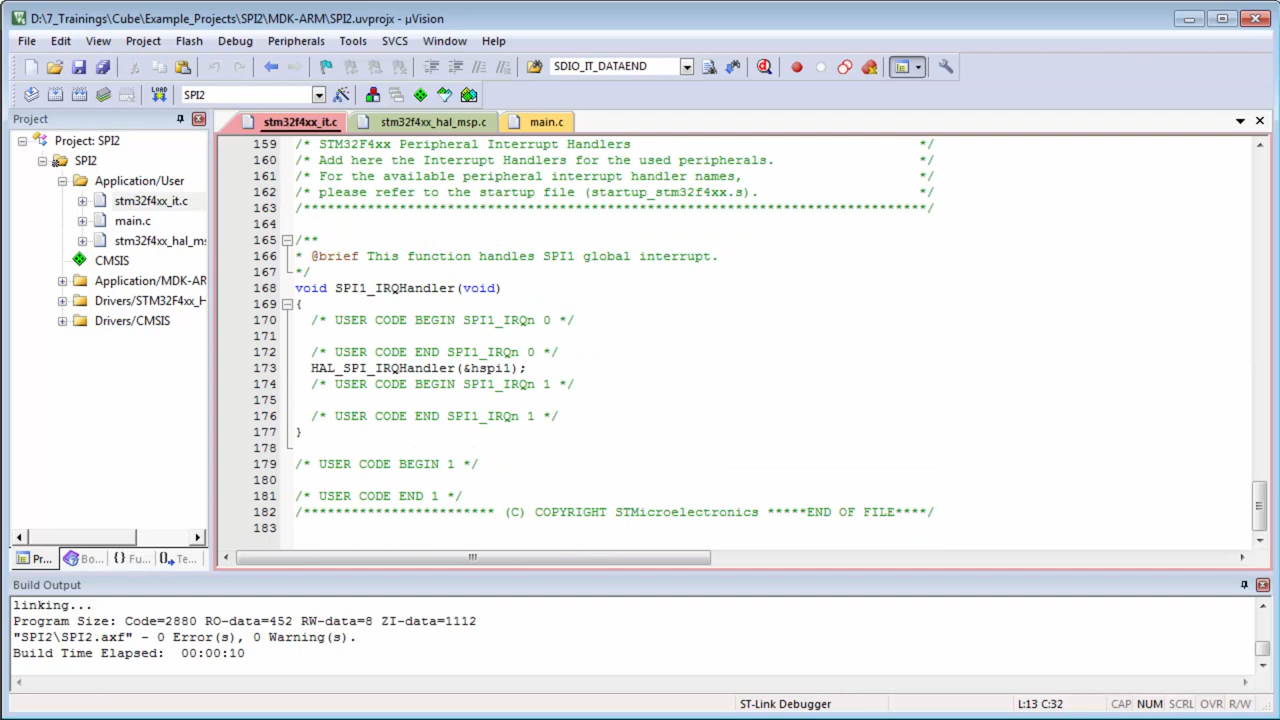 D:\7_Trainings\Cube\Example_Projects\SPI2\MDK-ARM\SPI2.uvprojx - µVision
File Edit View Project Flash Debug Peripherals Tools SVCS Window Help
SDIO_IT_DATAEND
LOAD SPI2
Project
stm32f4xx_it.c stm32f4xx_hal_msp.c main.c
Project: SPI2
SPI2
Application/User
stm32f4xx_it.c
main.c
stm32f4xx_hal_ms
CMSIS
Application/MDK-AR
Drivers/STM32F4xx_H
Drivers/CMSIS
Pr... Bo... {} Fu... Te...
159 /* STM32F4xx Peripheral Interrupt Handlers */
160 /* Add here the Interrupt Handlers for the used peripherals. */
161 /* For the available peripheral interrupt handler names, */
162 /* please refer to the startup file (startup_stm32f4xx.s). */
163 /******************************************************************************/
164
165 /**
166 * @brief This function handles SPI1 global interrupt.
167 */
168 void SPI1_IRQHandler(void)
169 {
170 /* USER CODE BEGIN SPI1_IRQn 0 */
171
172 /* USER CODE END SPI1_IRQn 0 */
173 HAL_SPI_IRQHandler(&hspi1);
174 /* USER CODE BEGIN SPI1_IRQn 1 */
175
176 /* USER CODE END SPI1_IRQn 1 */
177 }
178
179 /* USER CODE BEGIN 1 */
180
181 /* USER CODE END 1 */
182 /************************ (C) COPYRIGHT STMicroelectronics *****END OF FILE****/
183
Build Output
linking...
Program Size: Code=2880 RO-data=452 RW-data=8 ZI-data=1112
"SPI2\SPI2.axf" - 0 Error(s), 0 Warning(s).
Build Time Elapsed: 00:00:10
ST-Link Debugger L:13 C:32 CAP NUM SCRL OVR R/W